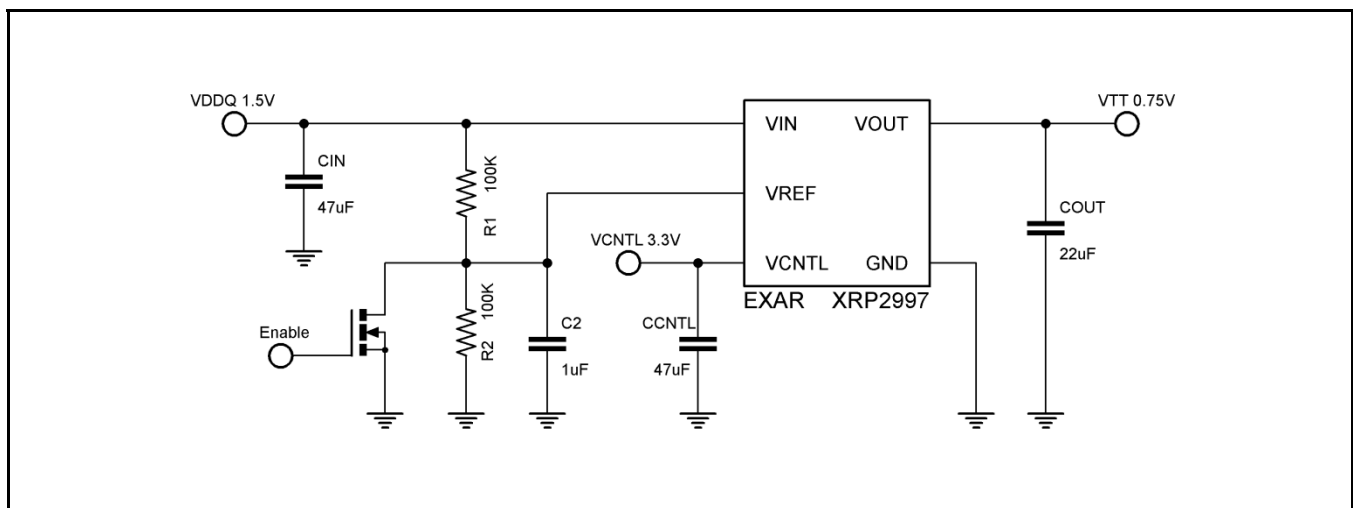 VDDQ 1.5V
VTT 0.75V
VIN
VOUT
CIN
47uF
100K
R1
VREF
VCNTL 3.3V
VCNTL
GND
EXAR XRP2997
COUT
22uF
Enable
100K
R2
C2
1uF
CCNTL
47uF